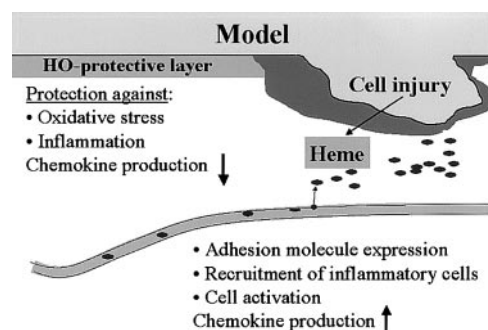 Model
HO-protective layer
Cell injury
Protection against:
• Oxidative stress
• Inflammation
Chemokine production
Heme
• Adhesion molecule expression
• Recruitment of inflammatory cells
• Cell activation
Chemokine production